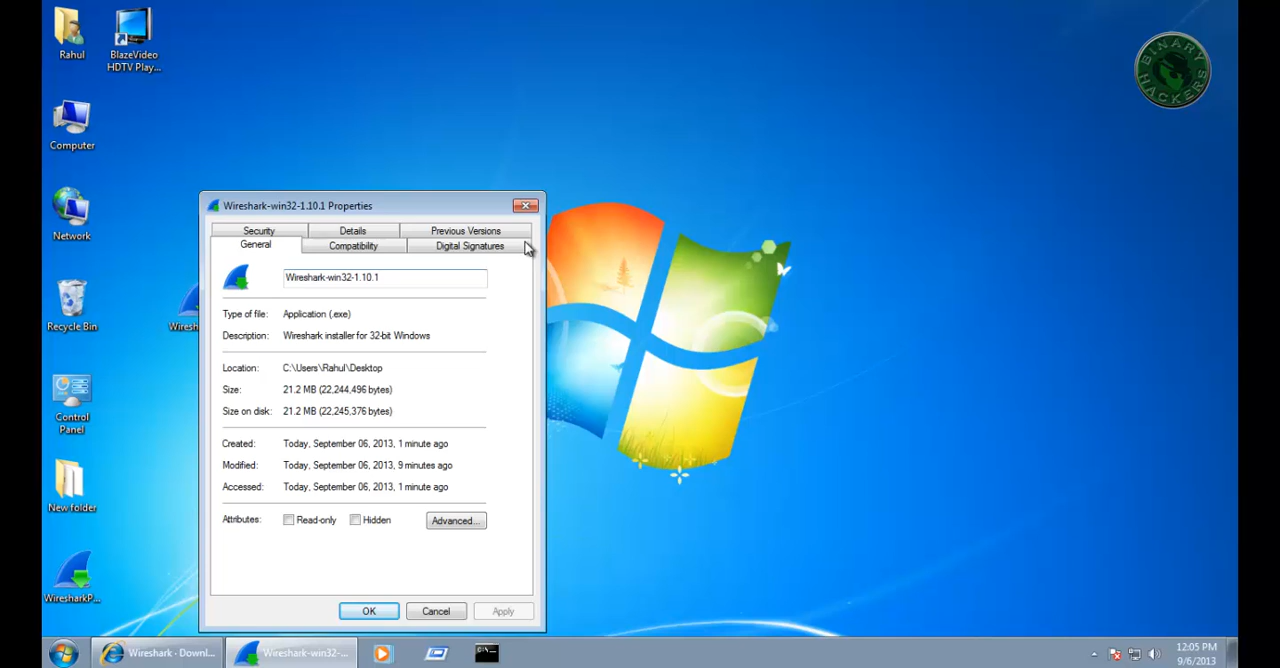 Rahul
BlazeVideo
HDTV Play...
BINARY
HACKERS
Computer
Network
Recycle Bin
Wiresh
Control
Panel
New folder
WiresharkP...
Wireshark-win32-1.10.1 Properties
Security
Details
Previous Versions
General
Compatibility
Digital Signatures
Wireshark-win32-1.10.1
Type of file: Application (.exe)
Description: Wireshark installer for 32-bit Windows
Location: C:\Users\Rahul\Desktop
Size: 21.2 MB (22,244,496 bytes)
Size on disk: 21.2 MB (22,245,376 bytes)
Created: Today, September 06, 2013, 1 minute ago
Modified: Today, September 06, 2013, 9 minutes ago
Accessed: Today, September 06, 2013, 1 minute ago
Attributes: Read-only Hidden Advanced...
OK Cancel Apply
Wireshark · Downl...
Wireshark-win32-...
12:05 PM
9/6/2013